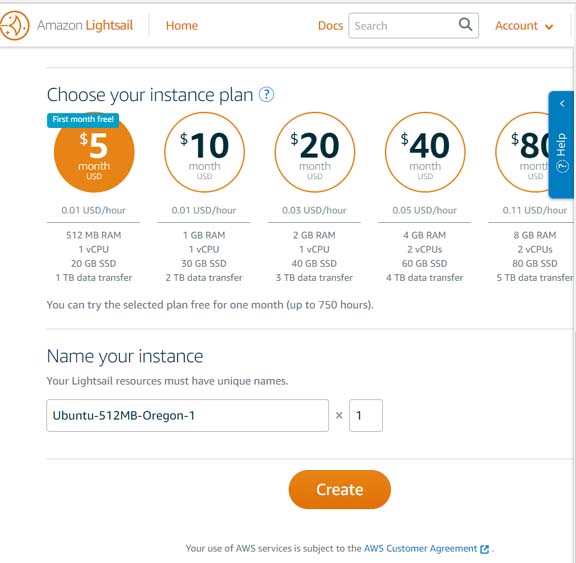 Amazon Lightsail Home Docs Search Account
Choose your instance plan ?
First month free!
$5 $10 $20 $40 $80
month month month month month
USD USD USD USD USD
0.01 USD/hour 0.01 USD/hour 0.03 USD/hour 0.05 USD/hour 0.11 USD/hour
512 MB RAM 1 GB RAM 2 GB RAM 4 GB RAM 8 GB RAM
1 vCPU 1 vCPU 1 vCPU 2 vCPUs 2 vCPUs
20 GB SSD 30 GB SSD 40 GB SSD 60 GB SSD 80 GB SSD
1 TB data transfer 2 TB data transfer 3 TB data transfer 4 TB data transfer 5 TB data transfer
? Help
You can try the selected plan free for one month (up to 750 hours).
Name your instance
Your Lightsail resources must have unique names.
Ubuntu-512MB-Oregon-1 × 1
Create
Your use of AWS services is subject to the AWS Customer Agreement .